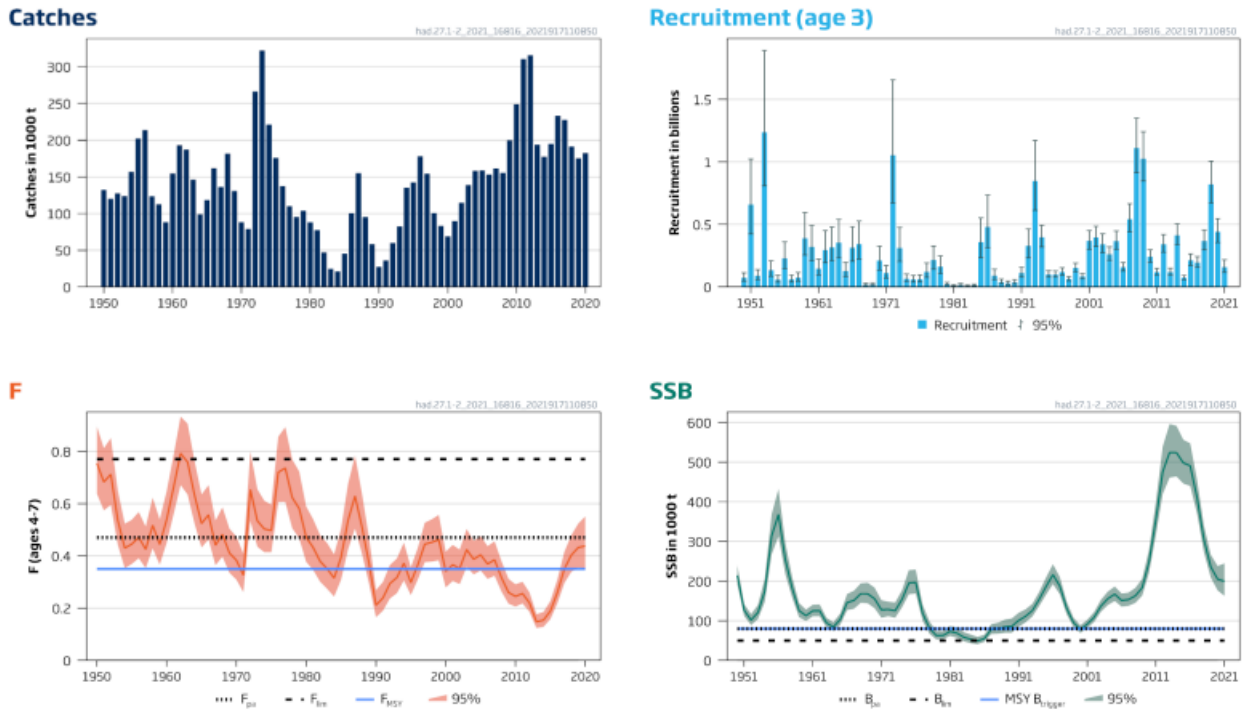 Catches
had.27.1-2_2021_16816_2021917110850
Catches in 1000 t
300
250
200
150
100
50
0
1950 1960 1970 1980 1990 2000 2010 2020
Recruitment (age 3)
had.27.1-2_2021_16816_2021917110850
Recruitment in billions
1.5
1
0.5
0
1951 1961 1971 1981 1991 2001 2011 2021
Recruitment 95%
F
had.27.1-2_2021_16816_2021917110850
F (ages 4-7)
0.8
0.6
0.4
0.2
0
1950 1960 1970 1980 1990 2000 2010 2020
Fpa Flim FMSY 95%
SSB
had.27.1-2_2021_16816_2021917110850
SSB in 1000 t
600
500
400
300
200
100
0
1951 1961 1971 1981 1991 2001 2011 2021
Bpa Blim MSY Btrigger 95%